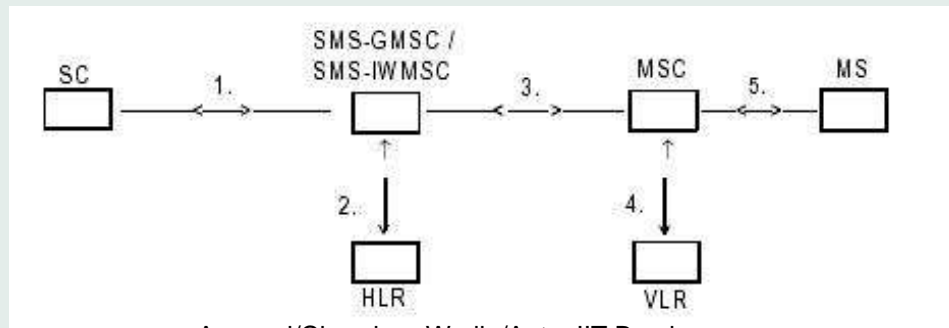 SMS-GMSC /
SMS-IWMSC
SC
MSC
MS
1.
3.
5.
2.
4.
HLR
VLR